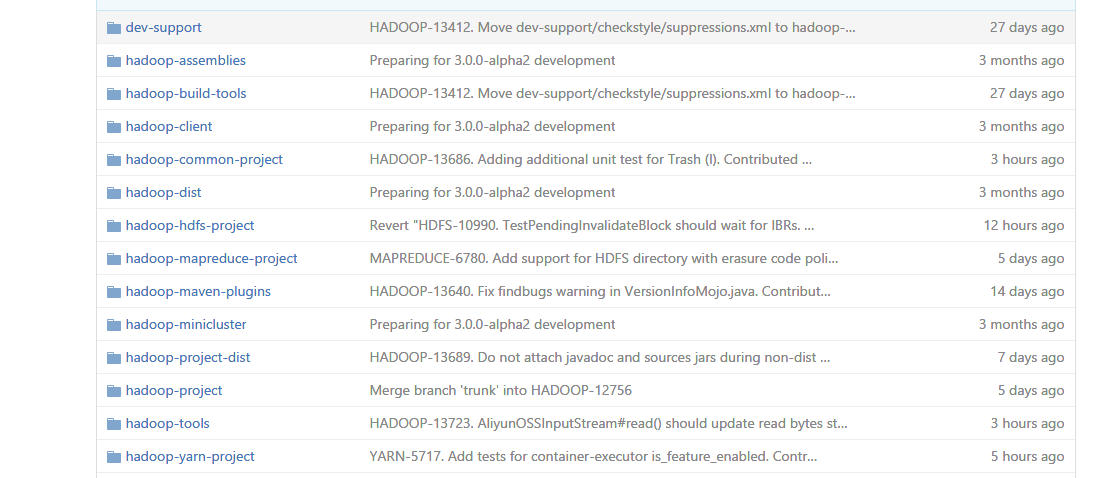 dev-support HADOOP-13412. Move dev-support/checkstyle/suppressions.xml to hadoop-... 27 days ago
hadoop-assemblies Preparing for 3.0.0-alpha2 development 3 months ago
hadoop-build-tools HADOOP-13412. Move dev-support/checkstyle/suppressions.xml to hadoop-... 27 days ago
hadoop-client Preparing for 3.0.0-alpha2 development 3 months ago
hadoop-common-project HADOOP-13686. Adding additional unit test for Trash (I). Contributed ... 3 hours ago
hadoop-dist Preparing for 3.0.0-alpha2 development 3 months ago
hadoop-hdfs-project Revert "HDFS-10990. TestPendingInvalidateBlock should wait for IBRs. ... 12 hours ago
hadoop-mapreduce-project MAPREDUCE-6780. Add support for HDFS directory with erasure code poli... 5 days ago
hadoop-maven-plugins HADOOP-13640. Fix findbugs warning in VersionInfoMojo.java. Contribut... 14 days ago
hadoop-minicluster Preparing for 3.0.0-alpha2 development 3 months ago
hadoop-project-dist HADOOP-13689. Do not attach javadoc and sources jars during non-dist ... 7 days ago
hadoop-project Merge branch 'trunk' into HADOOP-12756 5 days ago
hadoop-tools HADOOP-13723. AliyunOSSInputStream#read() should update read bytes st... 3 hours ago
hadoop-yarn-project YARN-5717. Add tests for container-executor is_feature_enabled. Contr... 5 hours ago